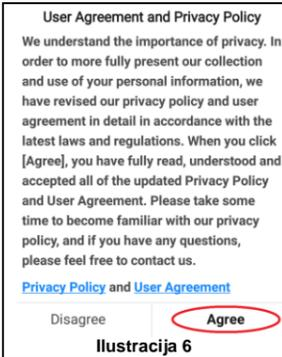 User Agreement and Privacy Policy
We understand the importance of privacy. In
order to more fully present our collection
and use of your personal information, we
have revised our privacy policy and user
agreement in detail in accordance with the
latest laws and regulations. When you click
[Agree], you have fully read, understood and
accepted all of the updated Privacy Policy
and User Agreement. Please take some
time to become familiar with our privacy
policy, and if you have any questions,
please feel free to contact us.
Privacy Policy and User Agreement
Disagree Agree
Ilustracija 6